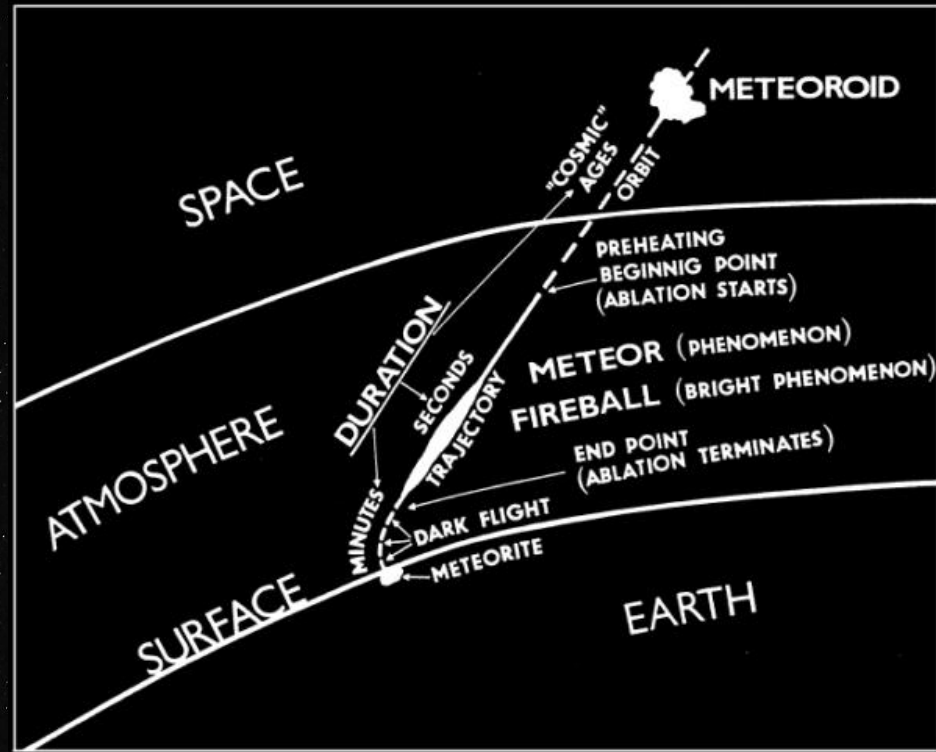 METEOROID
SPACE
"COSMIC"
AGES
ORBIT
PREHEATING
BEGINNIG POINT
(ABLATION STARTS)
DURATION
SECONDS
TRAJECTORY
METEOR (PHENOMENON)
FIREBALL (BRIGHT PHENOMENON)
ATMOSPHERE
END POINT
(ABLATION TERMINATES)
MINUTES
DARK FLIGHT
METEORITE
SURFACE
EARTH